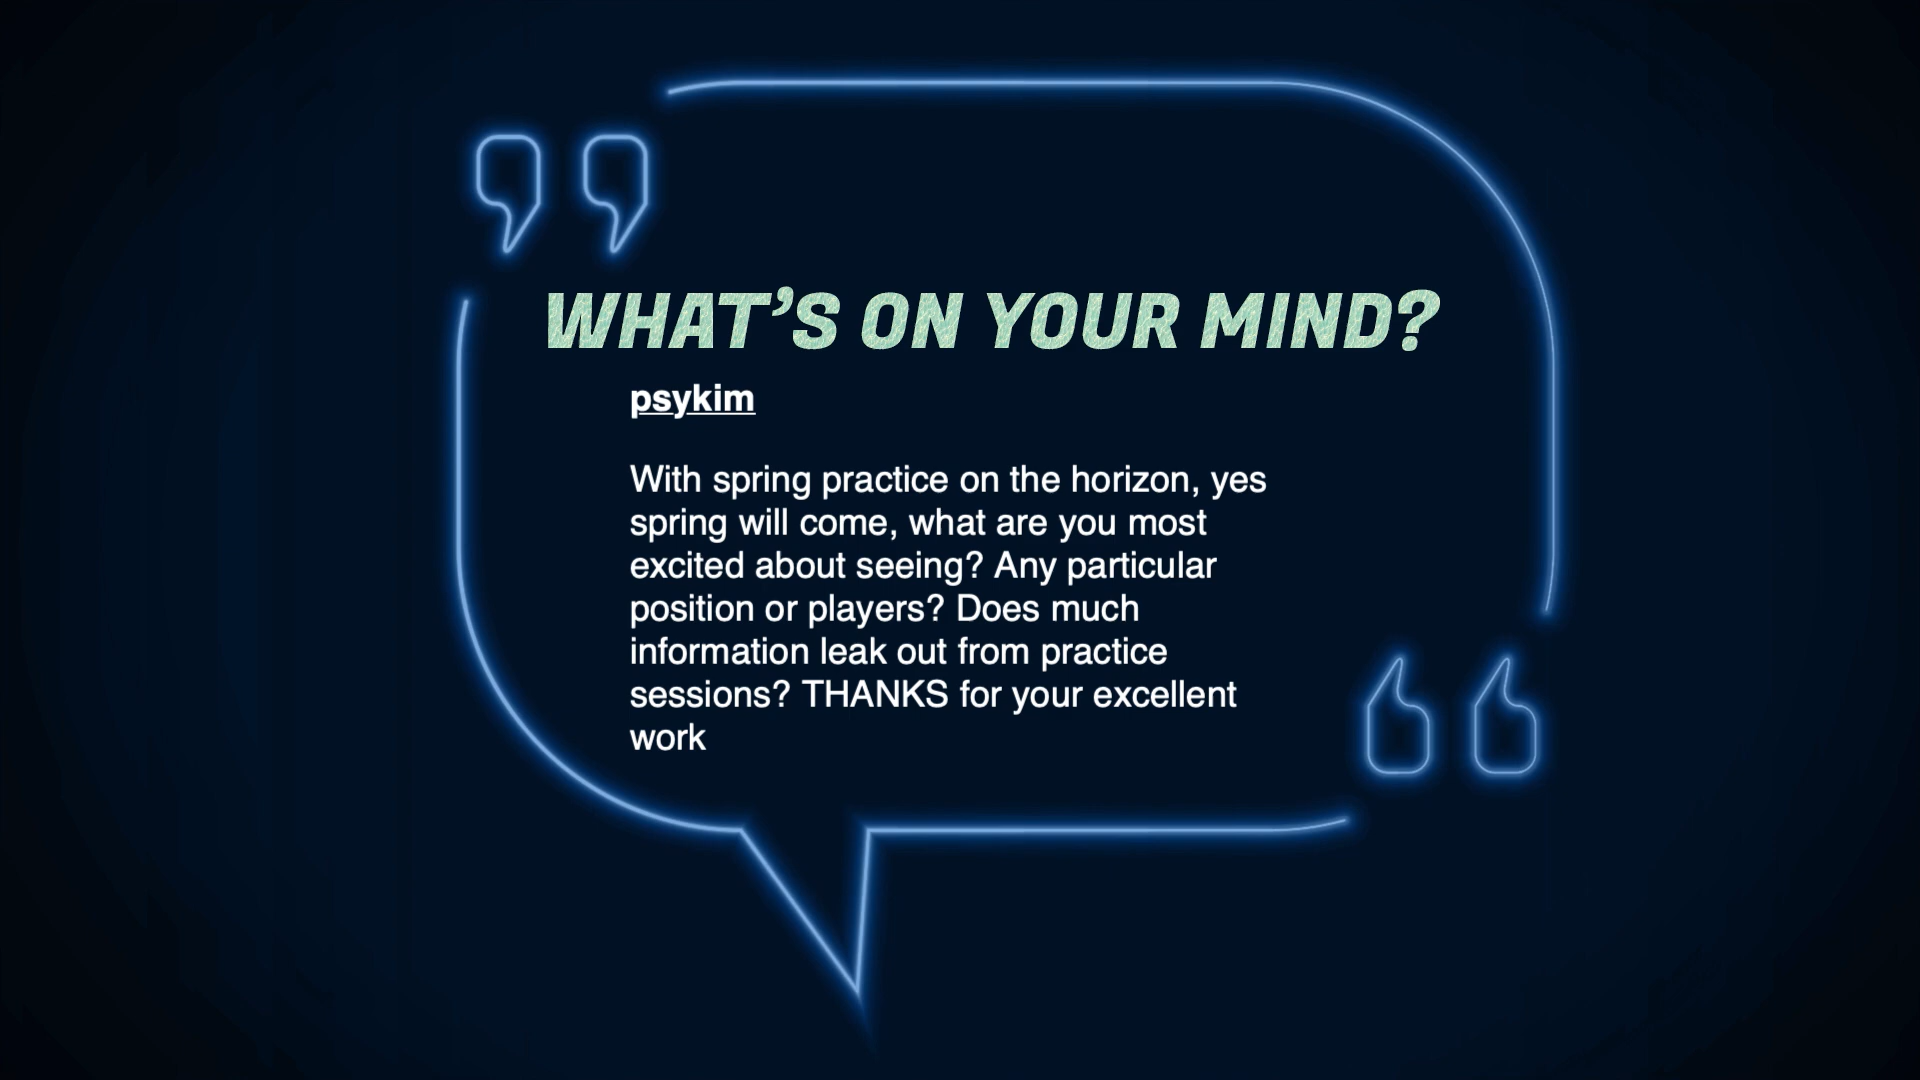 WHAT'S ON YOUR MIND?
psykim
With spring practice on the horizon, yes
spring will come, what are you most
excited about seeing? Any particular
position or players? Does much
information leak out from practice
sessions? THANKS for your excellent
work